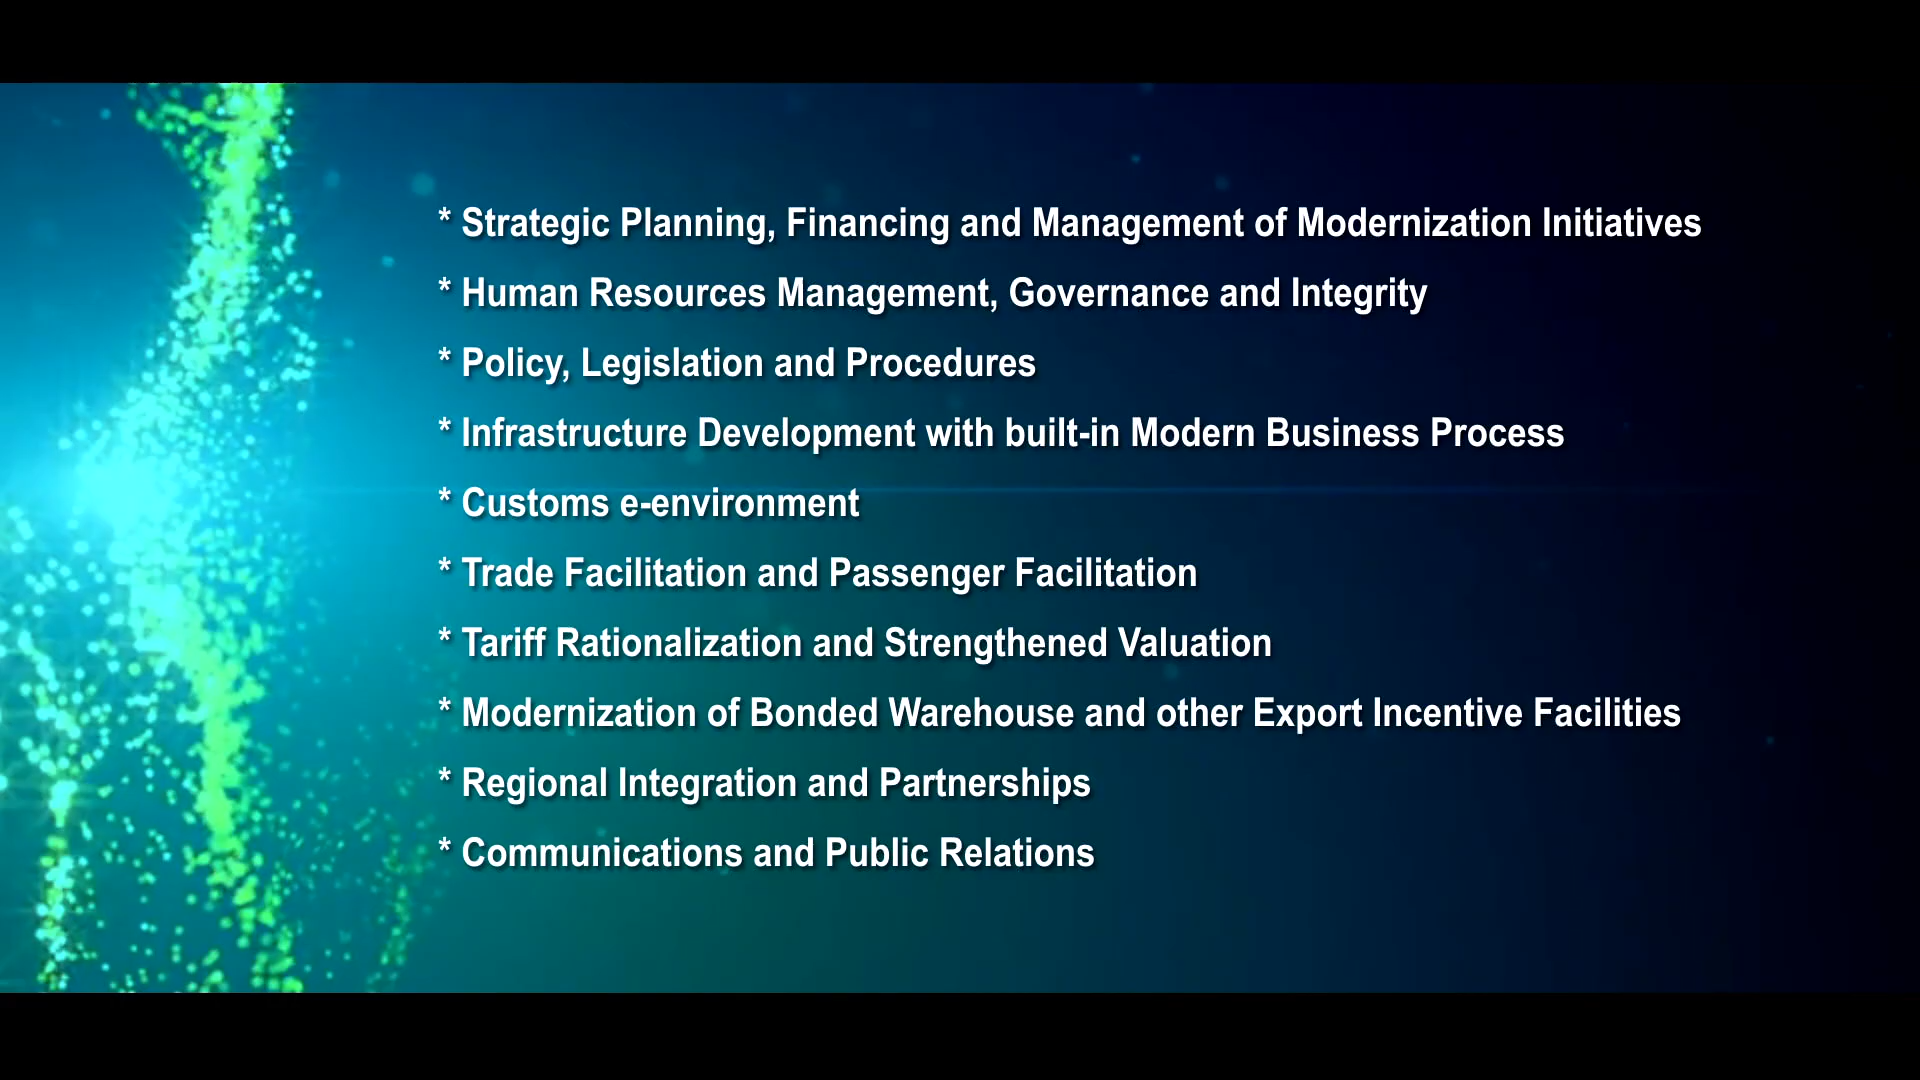 * Strategic Planning, Financing and Management of Modernization Initiatives
* Human Resources Management, Governance and Integrity
* Policy, Legislation and Procedures
* Infrastructure Development with built-in Modern Business Process
* Customs e-environment
* Trade Facilitation and Passenger Facilitation
* Tariff Rationalization and Strengthened Valuation
* Modernization of Bonded Warehouse and other Export Incentive Facilities
* Regional Integration and Partnerships
* Communications and Public Relations